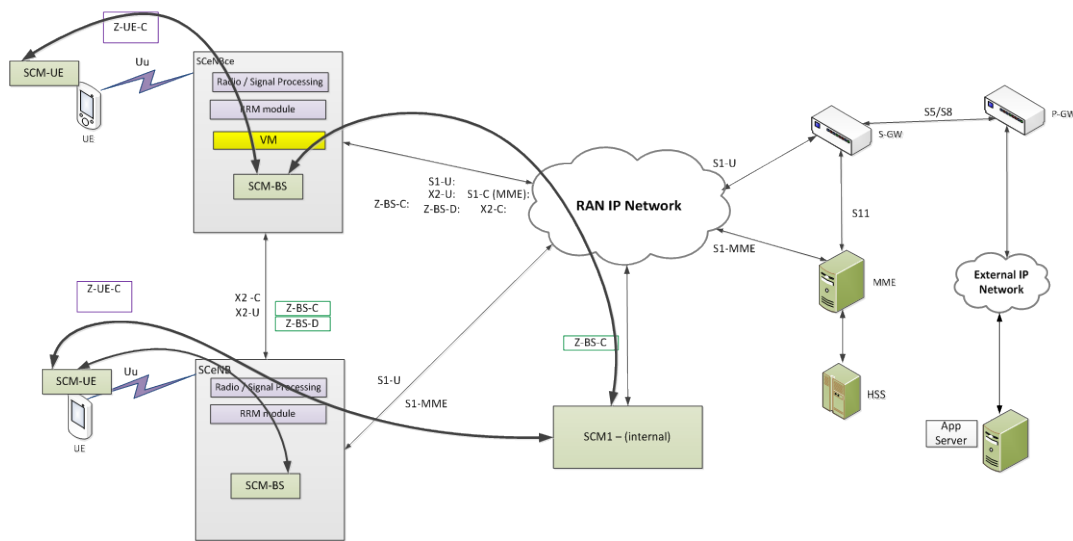 Z-UE-C
SCM-UE
Uu
UE
SCeNBce
Radio / Signal Processing
RRM module
VM
SCM-BS
S1-U:
X2-U: S1-C (MME):
Z-BS-C:
Z-BS-D: X2-C:
RAN IP Network
S1-U
S1-MME
S-GW
S5/S8
P-GW
S11
MME
External IP
Network
HSS
App
Server
Z-UE-C
X2 -C
X2-U
Z-BS-C
Z-BS-D
SCM-UE
Uu
UE
SCeNB
Radio / Signal Processing
RRM module
SCM-BS
S1-U
S1-MME
Z-BS-C
SCM1 – (internal)